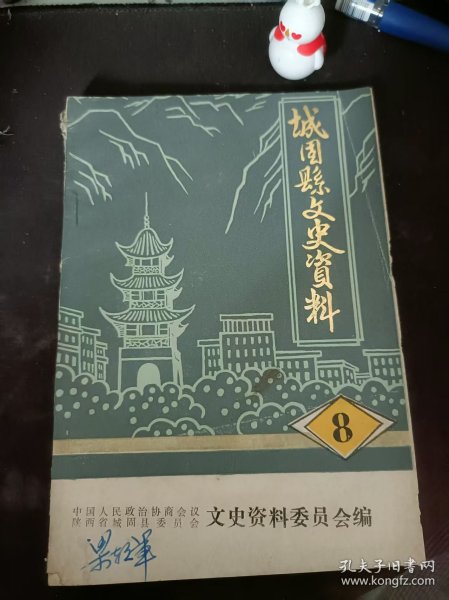 城固縣文史資料
8
中国人民政治协商会议
陕西省城固县委员会
文史资料委员会编
孔夫子旧书网
www.kongfz.com